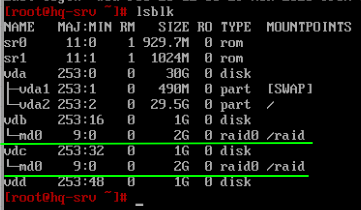 [root@hq-srv ~]# lsblk
NAME MAJ:MIN RM SIZE RO TYPE MOUNTPOINTS
sr0 11:0 1 929.7M 0 rom
sr1 11:1 1 1024M 0 rom
vda 253:0 0 30G 0 disk
├─vda1 253:1 0 490M 0 part [SWAP]
└─vda2 253:2 0 29.5G 0 part /
vdb 253:16 0 1G 0 disk
└─md0 9:0 0 2G 0 raid0 /raid
vdc 253:32 0 1G 0 disk
└─md0 9:0 0 2G 0 raid0 /raid
vdd 253:48 0 1G 0 disk
[root@hq-srv ~]# _